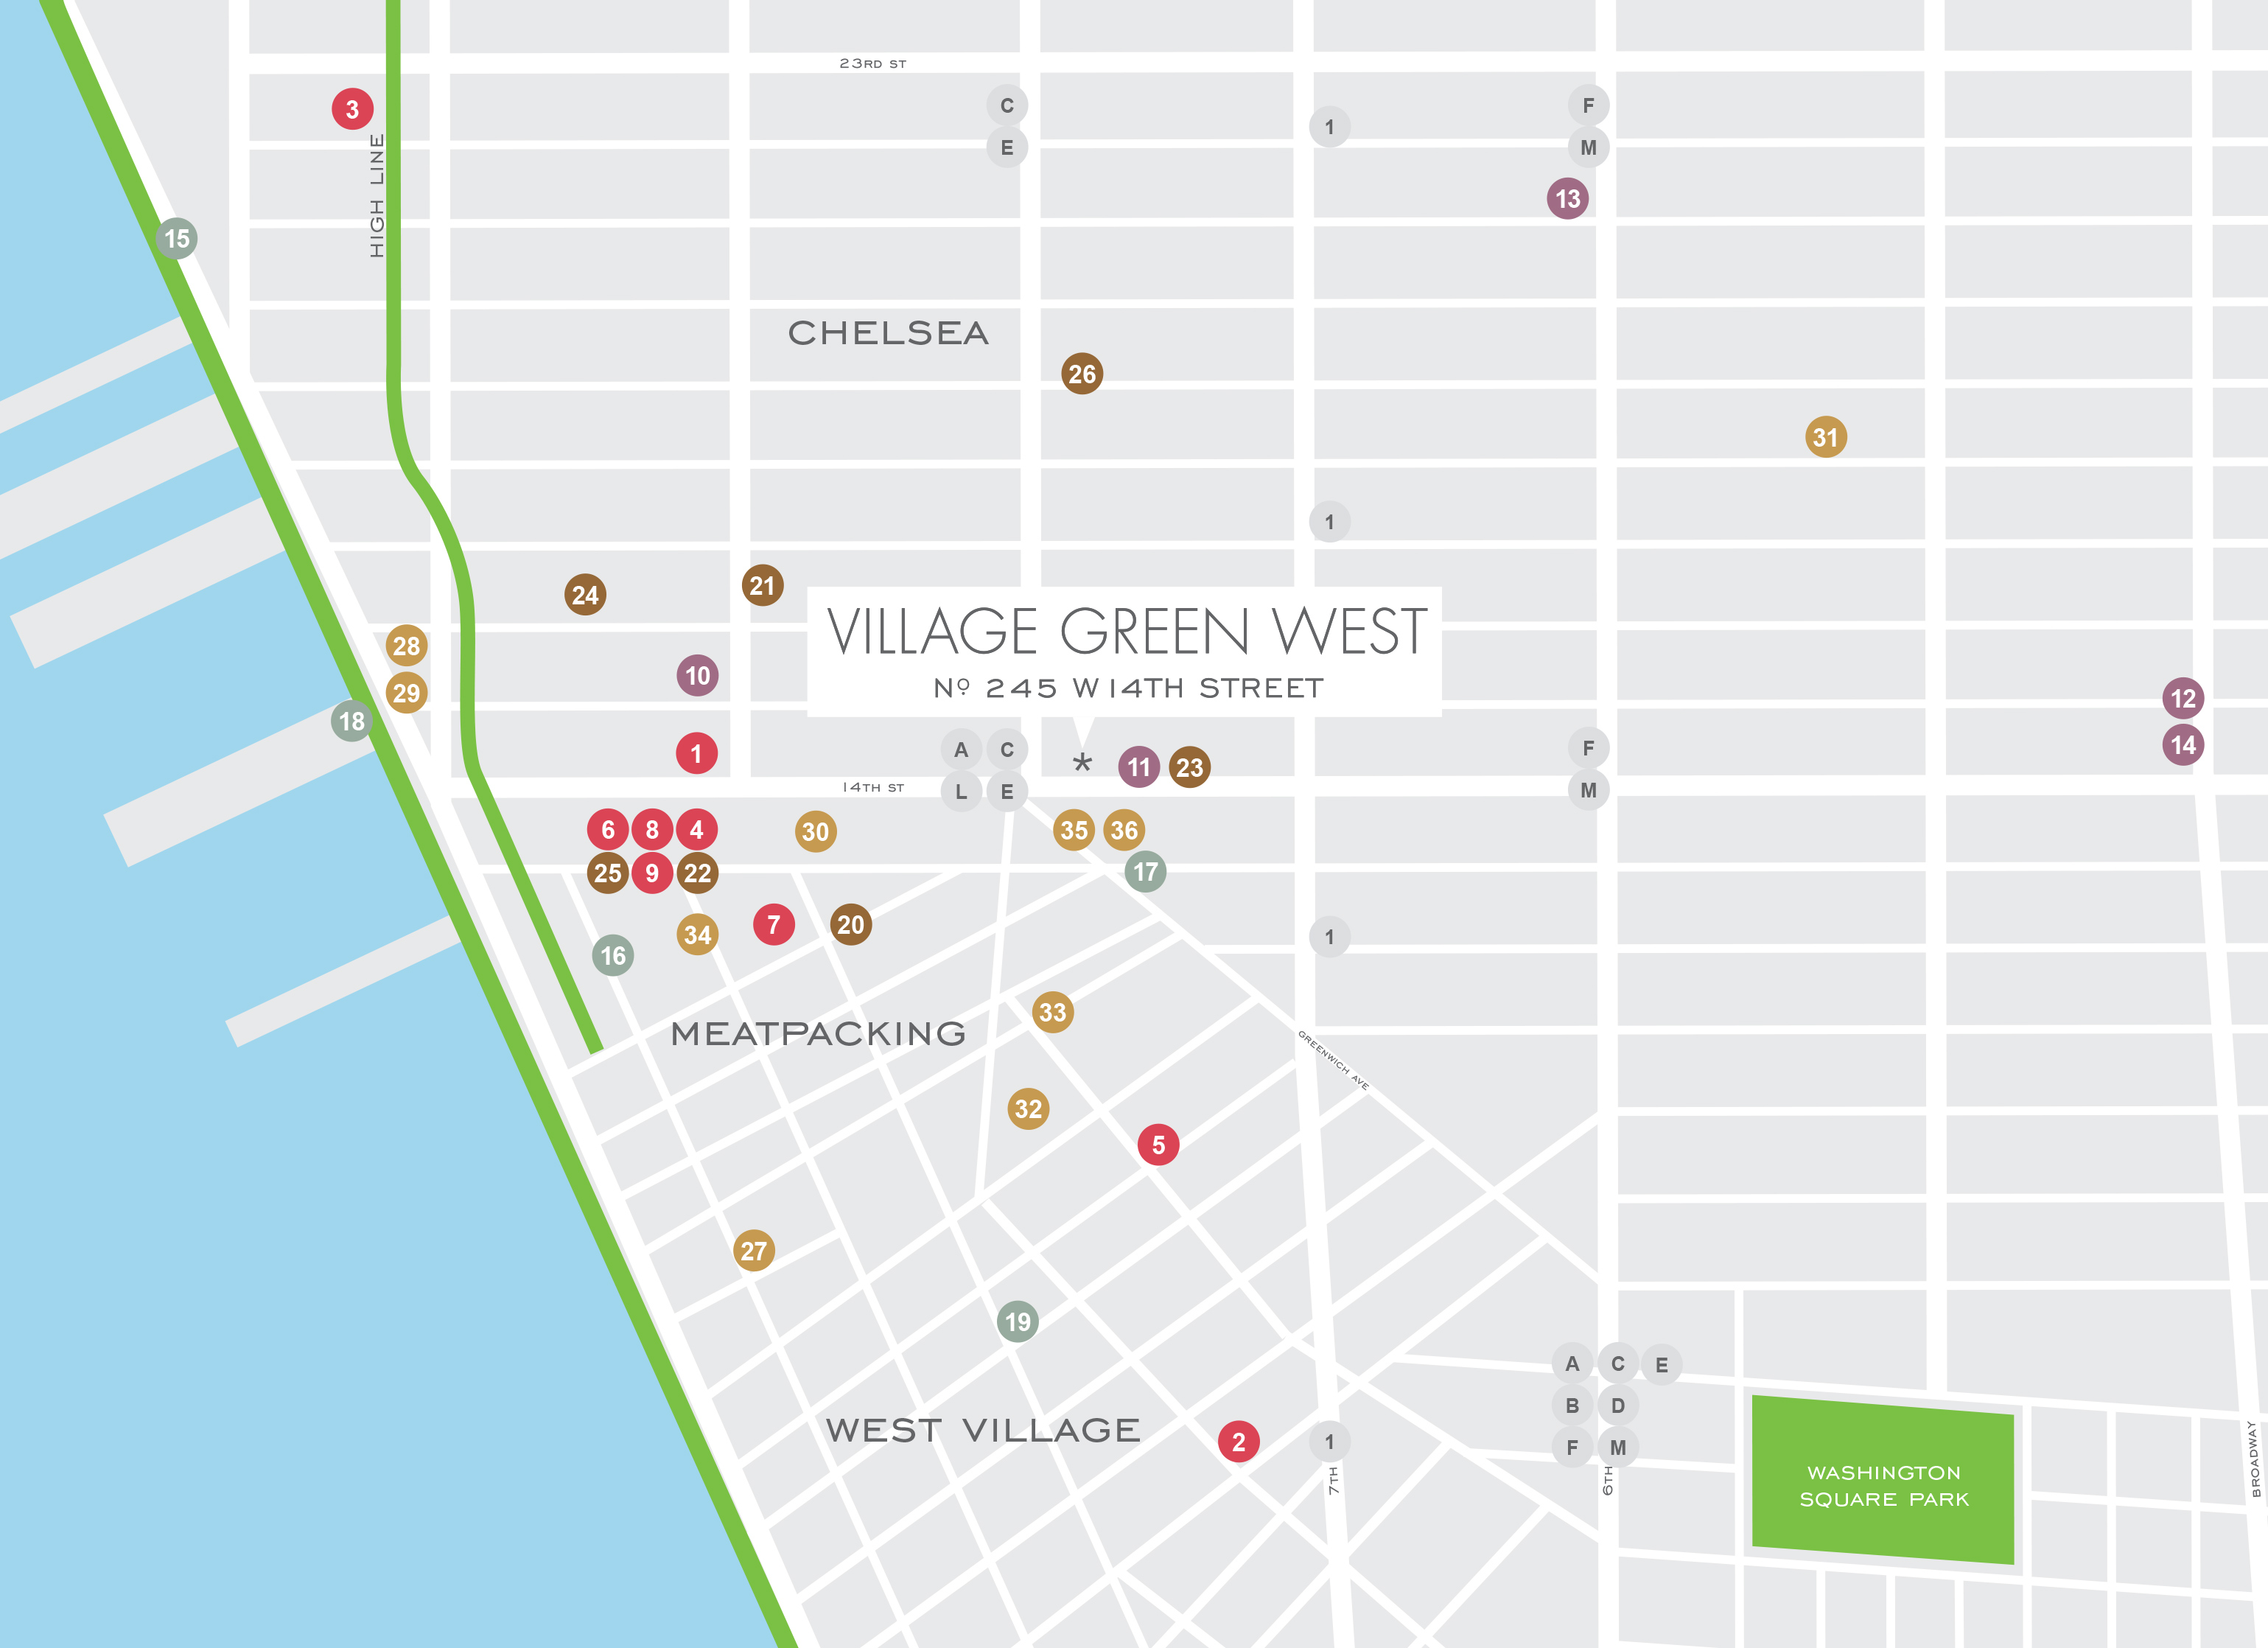 23RD ST
C
F
3
1
E
M
HIGH LINE
13
15
CHELSEA
26
31
1
21
24
VILLAGE GREEN WEST
28
10
Nº 245 W 14TH STREET
29
12
18
1
A
C
*
11
23
F
14
14TH ST
L
E
M
6
8
4
30
35
36
25
9
22
17
34
7
20
1
16
33
MEATPACKING
GREENWICH AVE
32
5
27
19
A
C
E
B
D
WEST VILLAGE
2
1
F
M
7TH
6TH
WASHINGTON
SQUARE PARK
BROADWAY